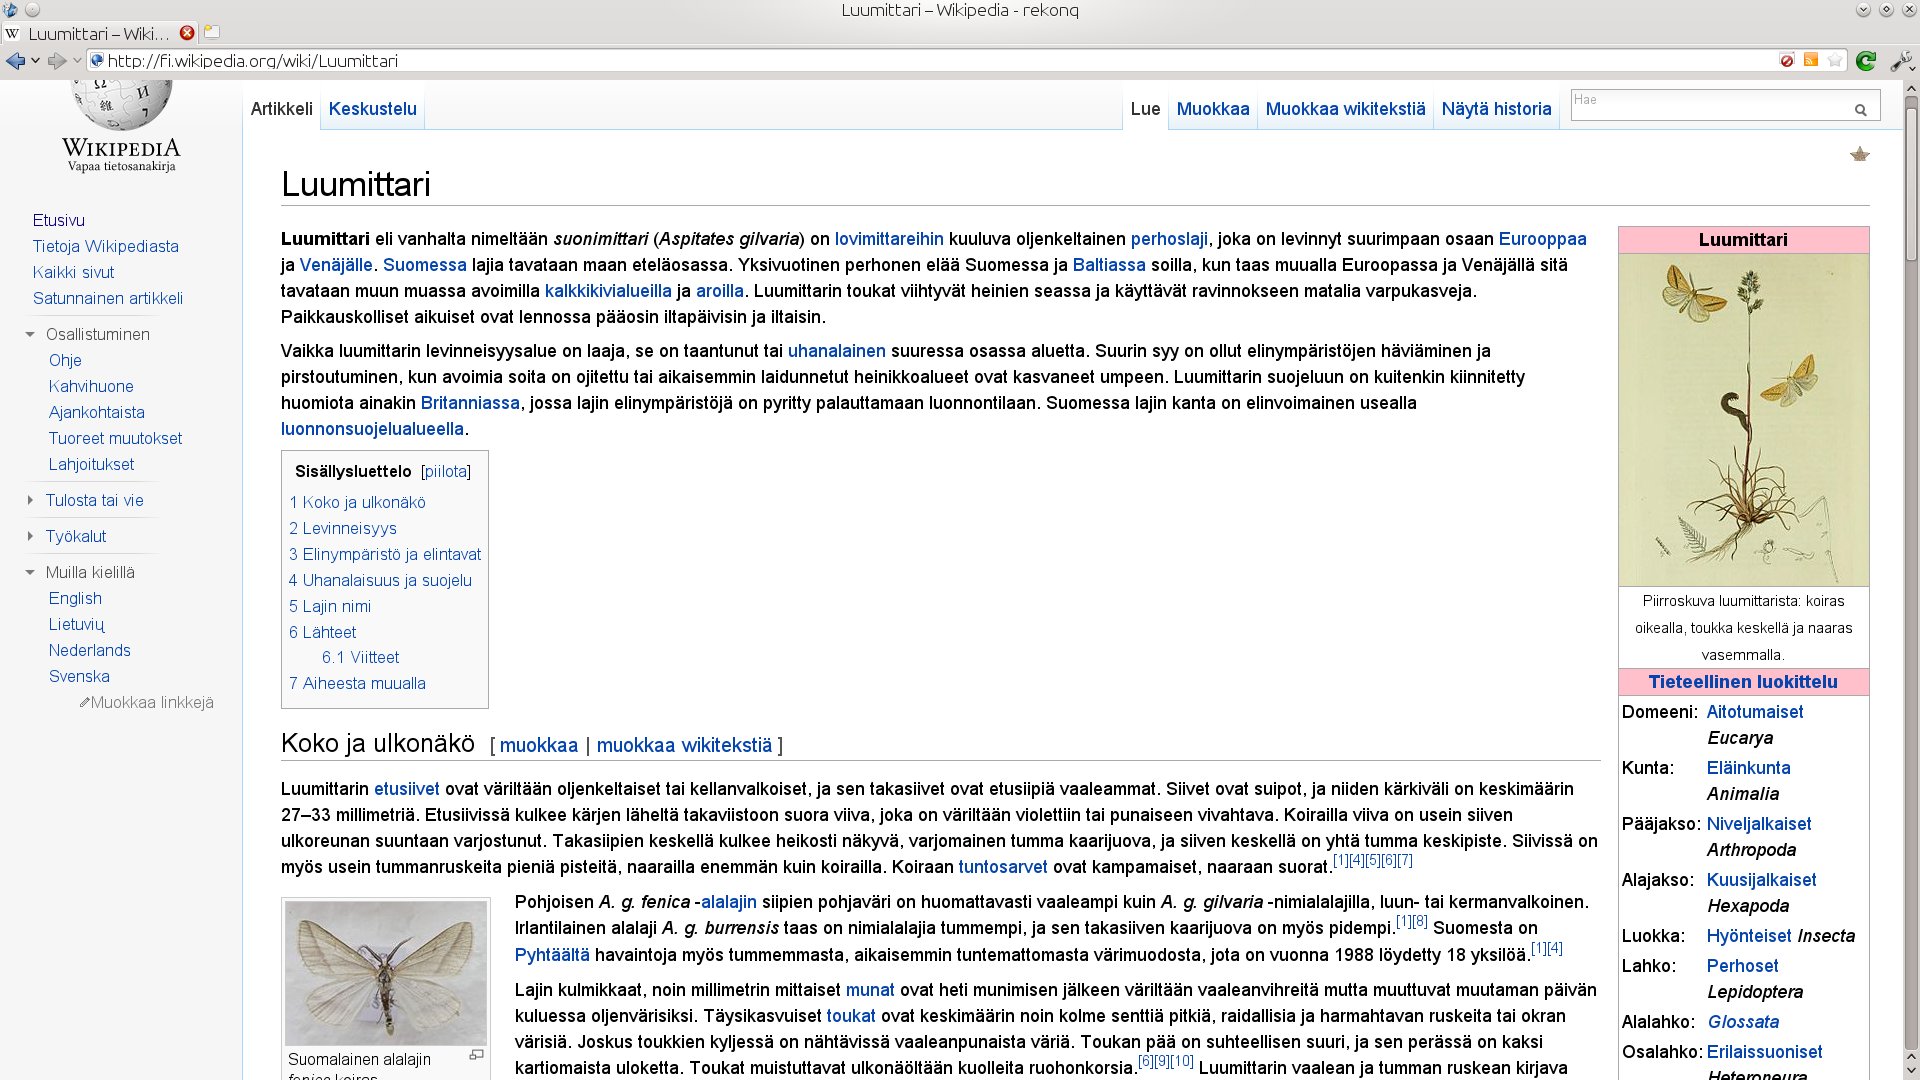 Luumittari – Wikipedia - rekonq
W Luumittari – Wiki...
http://fi.wikipedia.org/wiki/Luumittari
WIKIPEDIA
Vapaa tietosanakirja
Etusivu
Tietoja Wikipediasta
Kaikki sivut
Satunnainen artikkeli
Osallistuminen
Ohje
Kahvihuone
Ajankohtaista
Tuoreet muutokset
Lahjoitukset
Tulosta tai vie
Työkalut
Muilla kielillä
English
Lietuvių
Nederlands
Svenska
Muokkaa linkkejä
Artikkeli Keskustelu
Lue Muokkaa Muokkaa wikitekstiä Näytä historia
Hae
Luumittari
Luumittari eli vanhalta nimeltään suonimittari (Aspitates gilvaria) on lovimittareihin kuuluva oljenkeltainen perhoslaji, joka on levinnyt suurimpaan osaan Eurooppaa
ja Venäjälle. Suomessa lajia tavataan maan eteläosassa. Yksivuotinen perhonen elää Suomessa ja Baltiassa soilla, kun taas muualla Euroopassa ja Venäjällä sitä
tavataan muun muassa avoimilla kalkkikivialueilla ja aroilla. Luumittarin toukat viihtyvät heinien seassa ja käyttävät ravinnokseen matalia varpukasveja.
Paikkauskolliset aikuiset ovat lennossa pääosin iltapäivisin ja iltaisin.
Vaikka luumittarin levinneisyysalue on laaja, se on taantunut tai uhanalainen suuressa osassa aluetta. Suurin syy on ollut elinympäristöjen häviäminen ja
pirstoutuminen, kun avoimia soita on ojitettu tai aikaisemmin laidunnetut heinikkoalueet ovat kasvaneet umpeen. Luumittarin suojeluun on kuitenkin kiinnitetty
huomiota ainakin Britanniassa, jossa lajin elinympäristöjä on pyritty palauttamaan luonnontilaan. Suomessa lajin kanta on elinvoimainen usealla
luonnonsuojelualueella.
Sisällysluettelo [piilota]
1 Koko ja ulkonäkö
2 Levinneisyys
3 Elinympäristö ja elintavat
4 Uhanalaisuus ja suojelu
5 Lajin nimi
6 Lähteet
6.1 Viitteet
7 Aiheesta muualla
Koko ja ulkonäkö [ muokkaa | muokkaa wikitekstiä ]
Luumittarin etusiivet ovat väriltään oljenkeltaiset tai kellanvalkoiset, ja sen takasiivet ovat etusiipiä vaaleammat. Siivet ovat suipot, ja niiden kärkiväli on keskimäärin
27–33 millimetriä. Etusiivissä kulkee kärjen läheltä takaviistoon suora viiva, joka on väriltään violettiin tai punaiseen vivahtava. Koirailla viiva on usein siiven
ulkoreunan suuntaan varjostunut. Takasiipien keskellä kulkee heikosti näkyvä, varjomainen tumma kaarijuova, ja siiven keskellä on yhtä tumma keskipiste. Siivissä on
myös usein tummanruskeita pieniä pisteitä, naarailla enemmän kuin koirailla. Koiraan tuntosarvet ovat kampamaiset, naaraan suorat.[1][4][5][6][7]
Pohjoisen A. g. fenica -alalajin siipien pohjaväri on huomattavasti vaaleampi kuin A. g. gilvaria -nimialalajilla, luun- tai kermanvalkoinen.
Irlantilainen alalaji A. g. burrensis taas on nimialalajia tummempi, ja sen takasiiven kaarijuova on myös pidempi.[1][8] Suomesta on
Pyhtäältä havaintoja myös tummemmasta, aikaisemmin tuntemattomasta värimuodosta, jota on vuonna 1988 löydetty 18 yksilöä.[1][4]
Lajin kulmikkaat, noin millimetrin mittaiset munat ovat heti munimisen jälkeen väriltään vaaleanvihreitä mutta muuttuvat muutaman päivän
kuluessa oljenvärisiksi. Täysikasvuiset toukat ovat keskimäärin noin kolme senttiä pitkiä, raidallisia ja harmahtavan ruskeita tai okran
värisiä. Joskus toukkien kyljessä on nähtävissä vaaleanpunaista väriä. Toukan pää on suhteellisen suuri, ja sen perässä on kaksi
kartiomaista uloketta. Toukat muistuttavat ulkonäöltään kuolleita ruohonkorsia.[6][9][10] Luumittarin vaalean ja tumman ruskean kirjava
Suomalainen alalajin
fenica koiras
Luumittari
Piirroskuva luumittarista: koiras
oikealla, toukka keskellä ja naaras
vasemmalla.
Tieteellinen luokittelu
Domeeni: Aitotumaiset
Eucarya
Kunta: Eläinkunta
Animalia
Pääjakso: Niveljalkaiset
Arthropoda
Alajakso: Kuusijalkaiset
Hexapoda
Luokka: Hyönteiset Insecta
Lahko: Perhoset
Lepidoptera
Alalahko: Glossata
Osalahko: Erilaissuoniset
Heteroneura